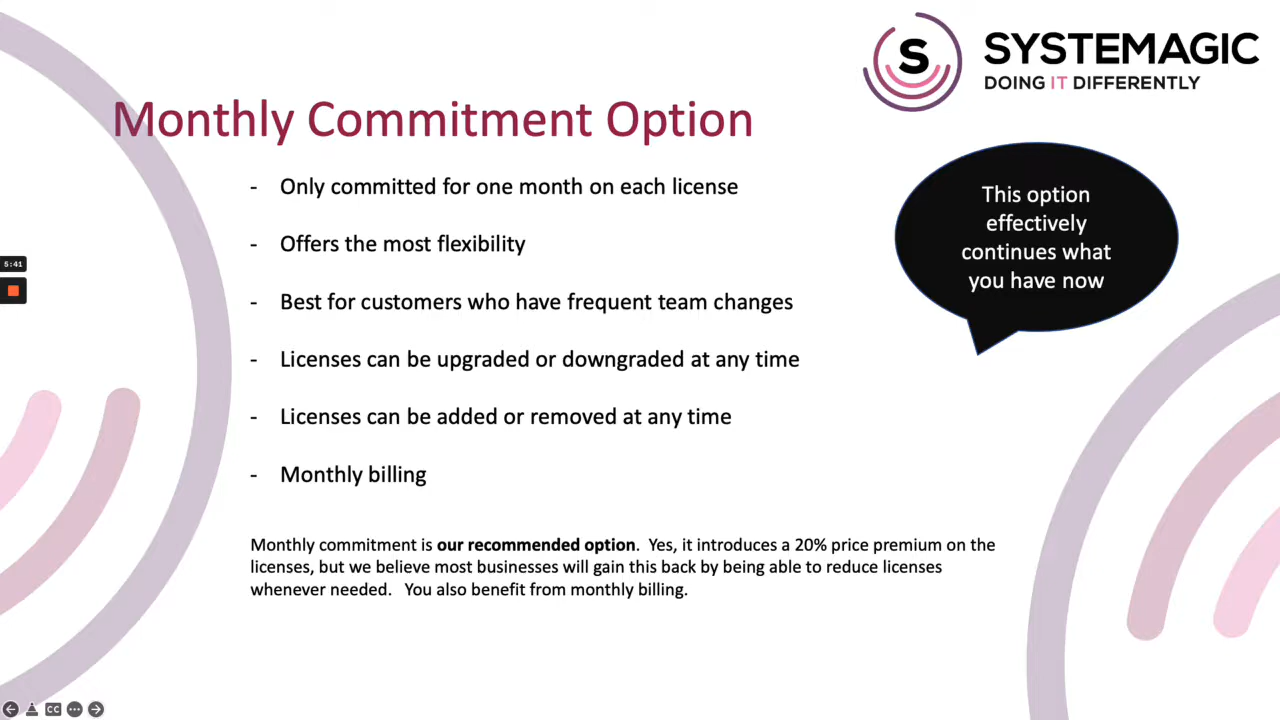 S
SYSTEMAGIC
DOING IT DIFFERENTLY
Monthly Commitment Option
- Only committed for one month on each license
- Offers the most flexibility
- Best for customers who have frequent team changes
- Licenses can be upgraded or downgraded at any time
- Licenses can be added or removed at any time
- Monthly billing
This option
effectively
continues what
you have now
5:41
Monthly commitment is our recommended option. Yes, it introduces a 20% price premium on the
licenses, but we believe most businesses will gain this back by being able to reduce licenses
whenever needed. You also benefit from monthly billing.
CC